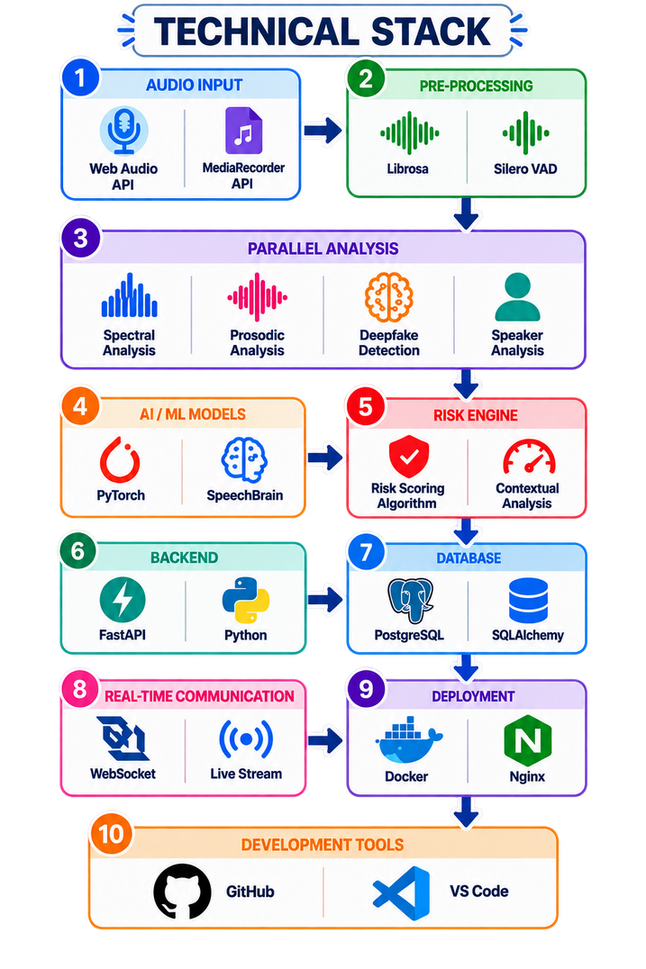 TECHNICAL STACK
1
AUDIO INPUT
Web Audio
API
MediaRecorder
API
2
PRE-PROCESSING
Librosa
Silero VAD
3
PARALLEL ANALYSIS
Spectral
Analysis
Prosodic
Analysis
Deepfake
Detection
Speaker
Analysis
4
AI / ML MODELS
PyTorch
SpeechBrain
5
RISK ENGINE
Risk Scoring
Algorithm
Contextual
Analysis
6
BACKEND
FastAPI
Python
7
DATABASE
PostgreSQL
SQLAlchemy
8
REAL-TIME COMMUNICATION
WebSocket
Live Stream
9
DEPLOYMENT
Docker
N
Nginx
10
DEVELOPMENT TOOLS
GitHub
VS Code